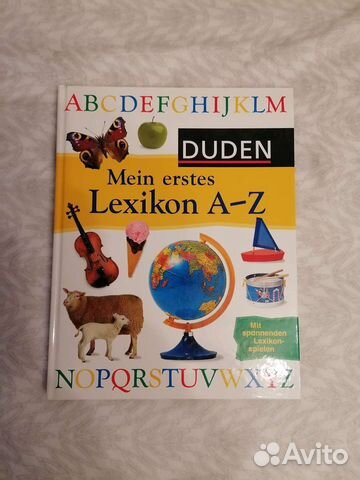 ABCDEFGHIJKLM
DUDEN
Mein erstes
Lexikon A–Z
Mit
spannenden
Lexikon-
spielen
NOPQRSTUVWXYZ
Avito